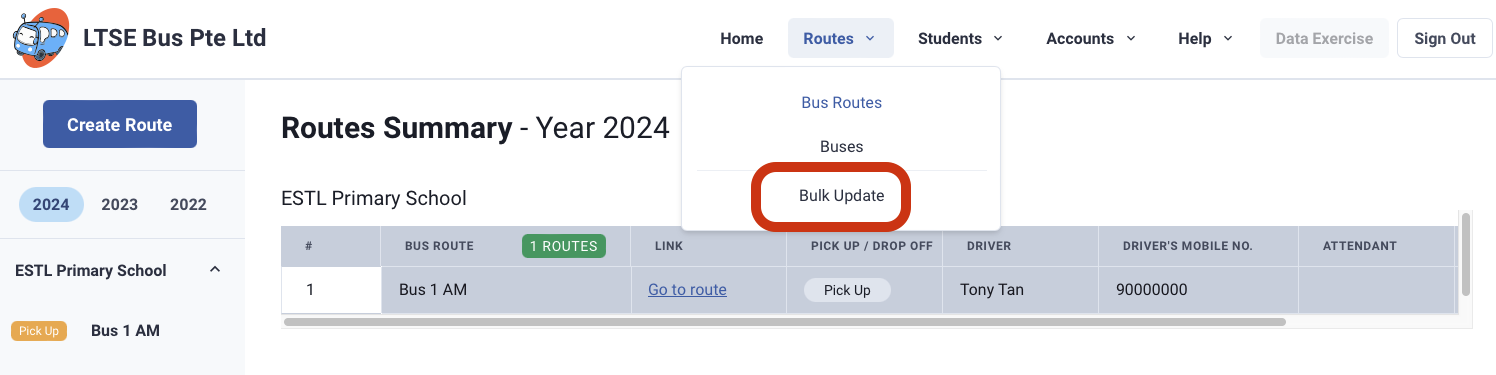 LTSE Bus Pte Ltd
Home Routes Students Accounts Help Data Exercise Sign Out
Create Route
2024 2023 2022
ESTL Primary School
Pick Up Bus 1 AM
Bus Routes
Buses
Bulk Update
Routes Summary - Year 2024
ESTL Primary School
# BUS ROUTE 1 ROUTES LINK PICK UP / DROP OFF DRIVER DRIVER'S MOBILE NO. ATTENDANT
1 Bus 1 AM Go to route Pick Up Tony Tan 90000000